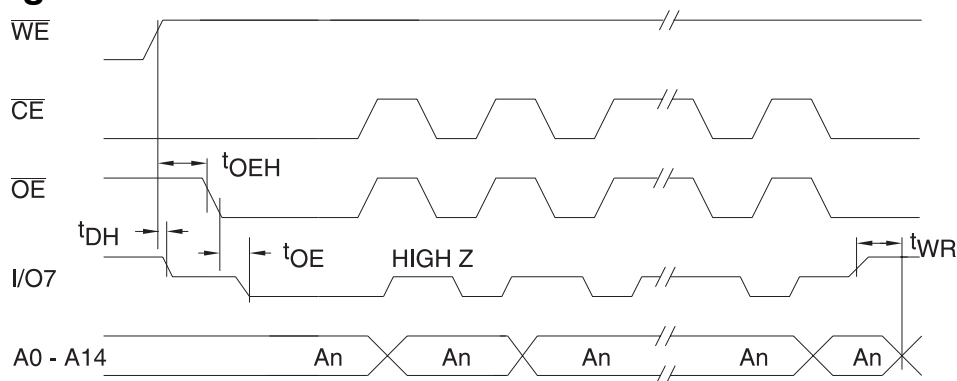 WE
CE
tOEH
OE
tDH
tOE
HIGH Z
tWR
I/O7
A0 - A14 An An An An An